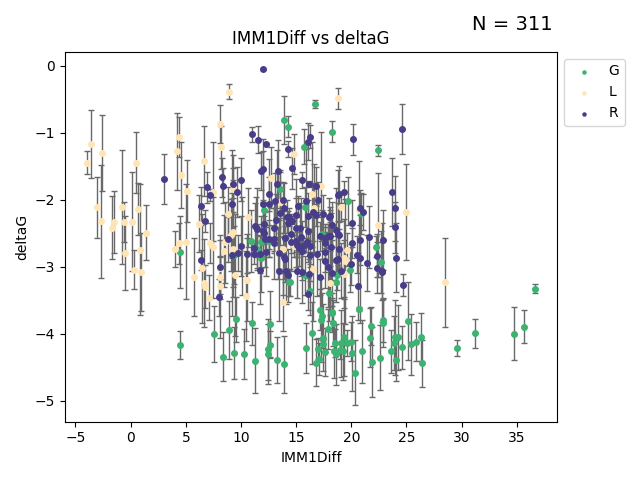 N = 311
IMM1Diff vs deltaG
G
L
R
deltaG
0
−1
−2
−3
−4
−5
−5 0 5 10 15 20 25 30 35
IMM1Diff